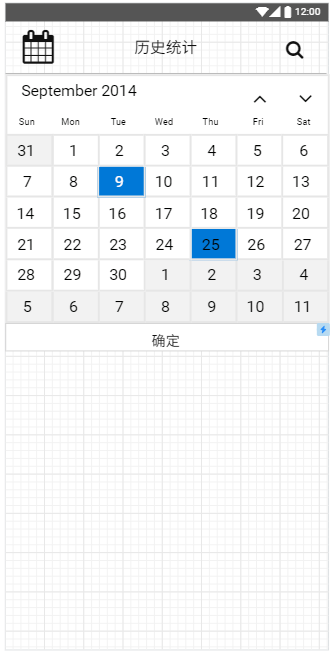 12:00
历史统计
September 2014
Sun Mon Tue Wed Thu Fri Sat
31 1 2 3 4 5 6
7 8 9 10 11 12 13
14 15 16 17 18 19 20
21 22 23 24 25 26 27
28 29 30 1 2 3 4
5 6 7 8 9 10 11
确定